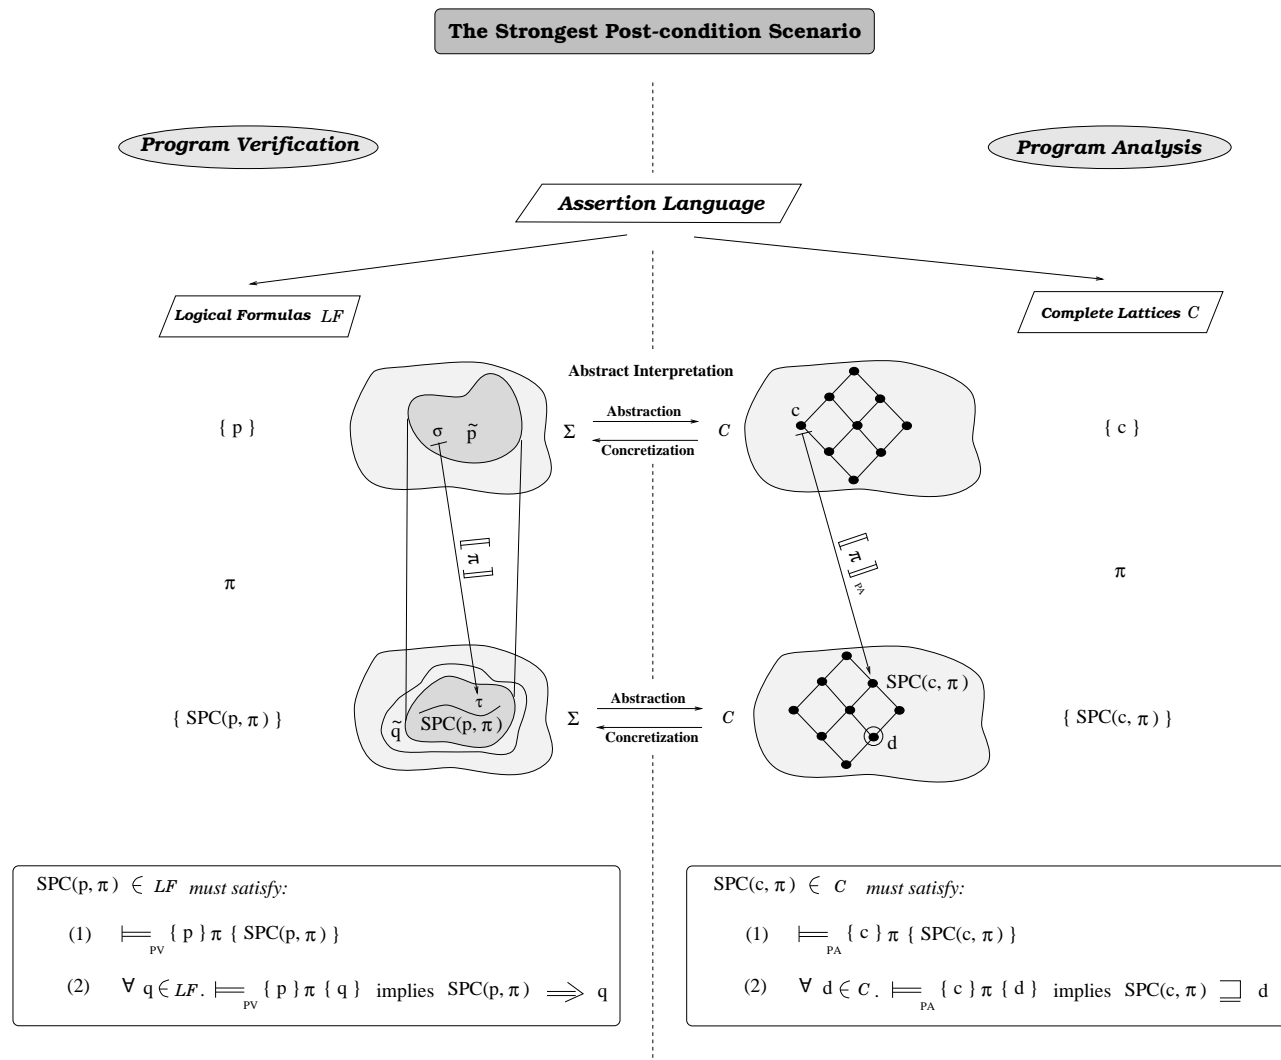 The Strongest Post-condition Scenario
Program Verification
Program Analysis
Assertion Language
Logical Formulas LF
Complete Lattices C
Abstract Interpretation
{ p }
σ p̃
Σ
Abstraction
Concretization
C
c
{ c }
π
⟦ π ⟧
⟦ π ⟧PA
π
{ SPC(p, π) }
q̃
τ
SPC(p, π)
Σ
Abstraction
Concretization
C
SPC(c, π)
d
{ SPC(c, π) }
SPC(p, π) ∈ LF must satisfy:
(1) ⊨PV { p } π { SPC(p, π) }
(2) ∀ q ∈ LF. ⊨PV { p } π { q } implies SPC(p, π) ⟹ q
SPC(c, π) ∈ C must satisfy:
(1) ⊨PA { c } π { SPC(c, π) }
(2) ∀ d ∈ C. ⊨PA { c } π { d } implies SPC(c, π) ⊒ d